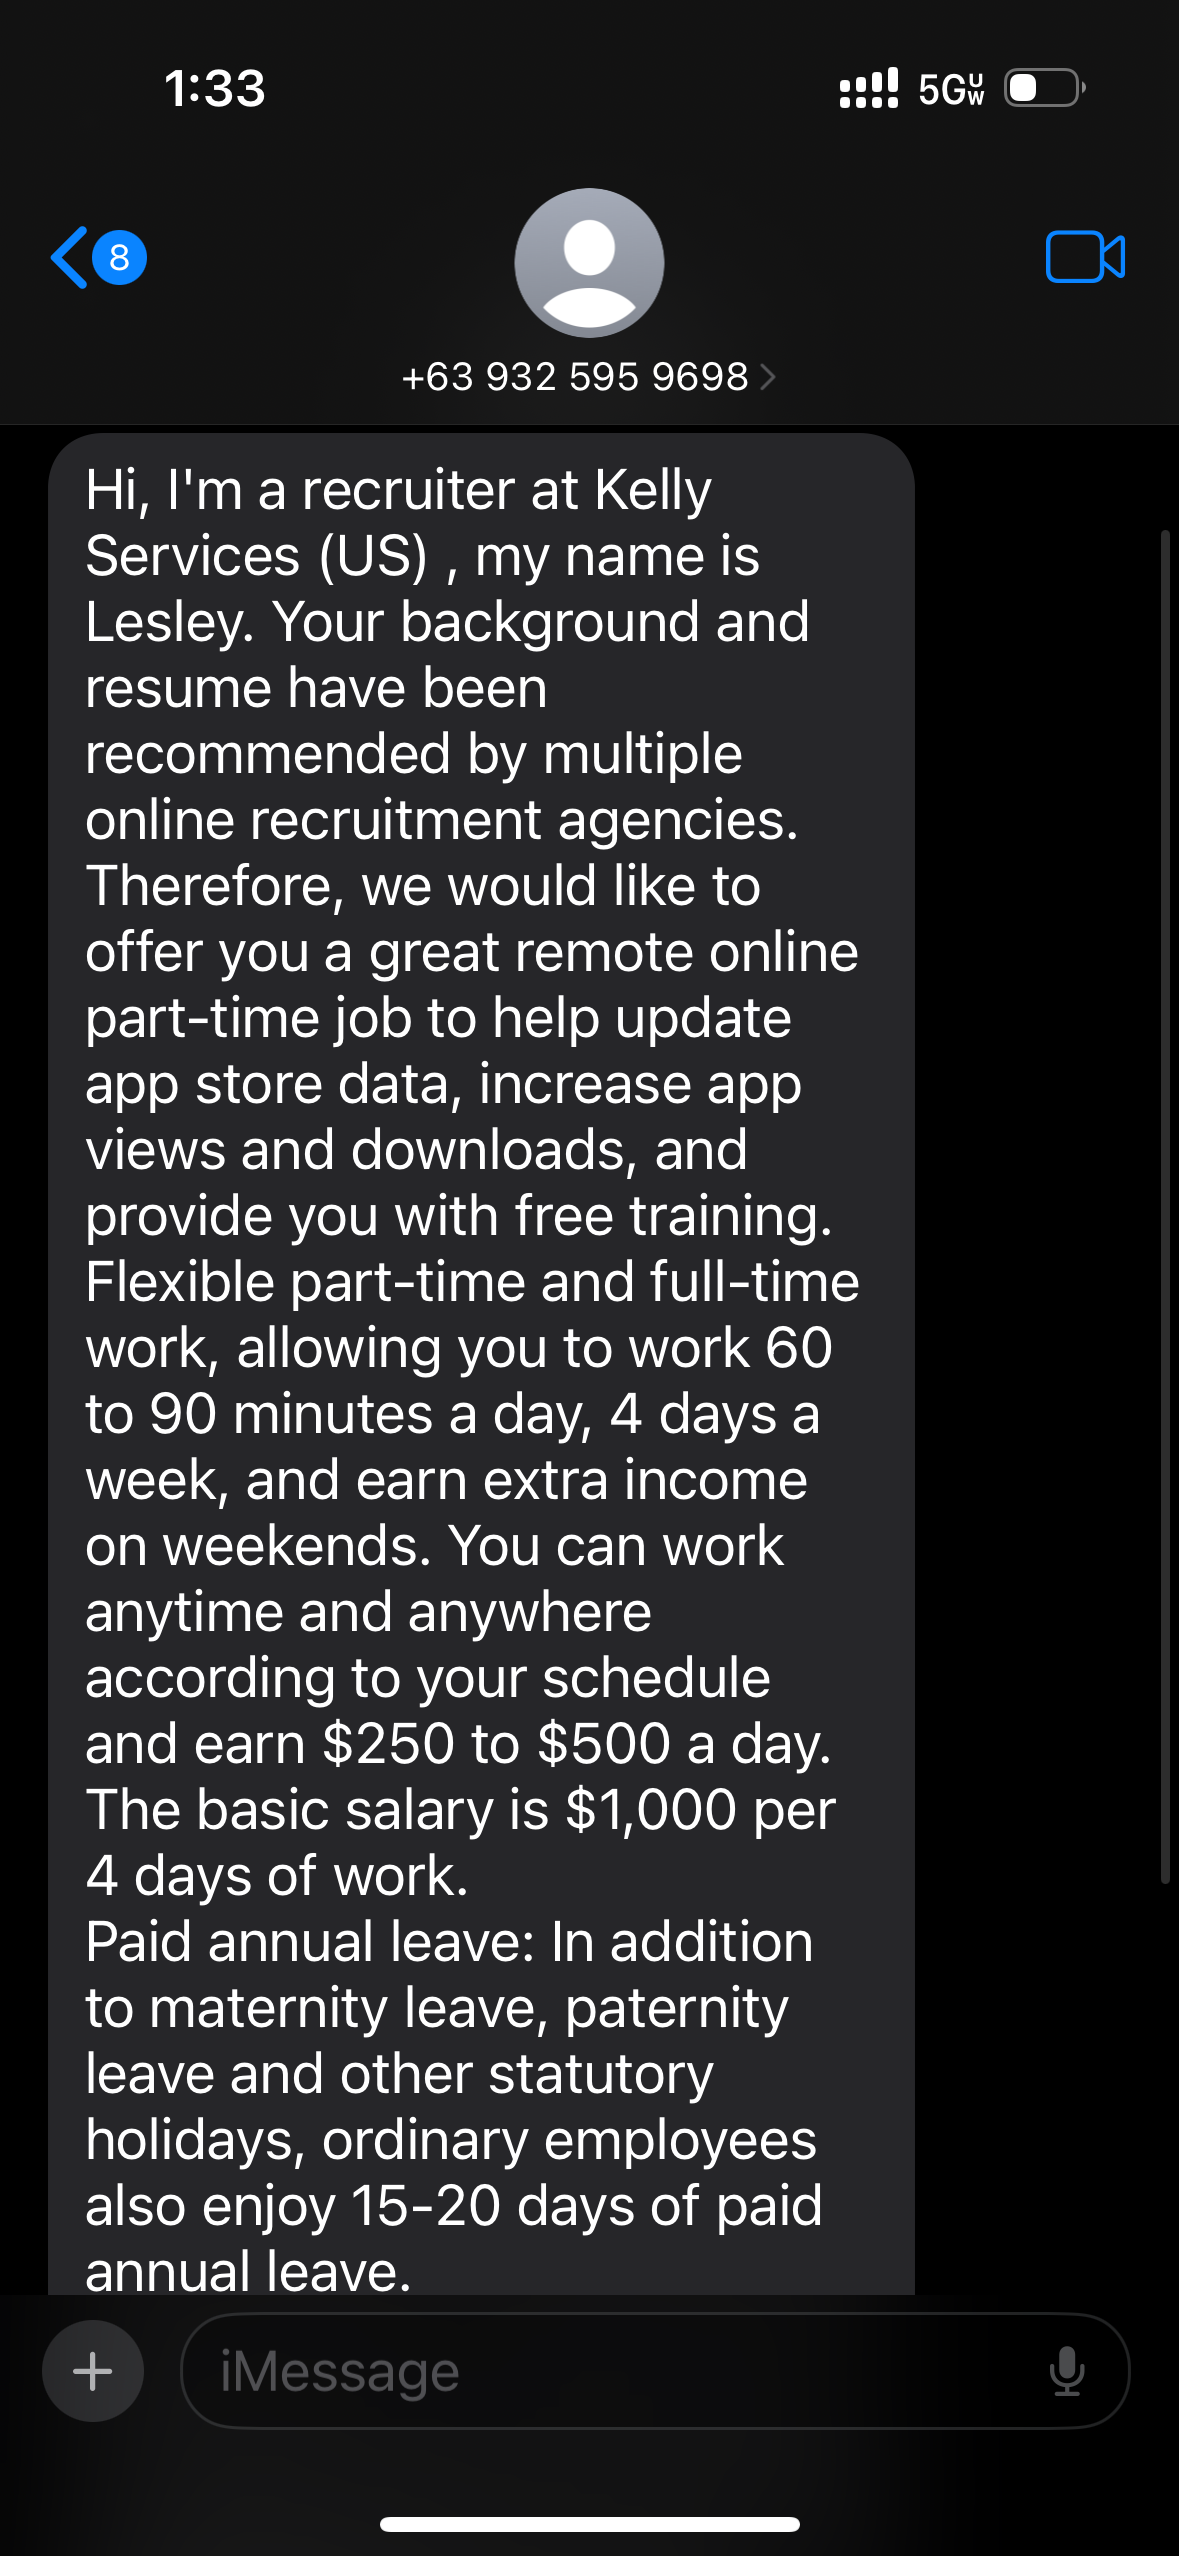 1:33
5G UW
8
+63 932 595 9698
Hi, I'm a recruiter at Kelly
Services (US) , my name is
Lesley. Your background and
resume have been
recommended by multiple
online recruitment agencies.
Therefore, we would like to
offer you a great remote online
part-time job to help update
app store data, increase app
views and downloads, and
provide you with free training.
Flexible part-time and full-time
work, allowing you to work 60
to 90 minutes a day, 4 days a
week, and earn extra income
on weekends. You can work
anytime and anywhere
according to your schedule
and earn $250 to $500 a day.
The basic salary is $1,000 per
4 days of work.
Paid annual leave: In addition
to maternity leave, paternity
leave and other statutory
holidays, ordinary employees
also enjoy 15-20 days of paid
annual leave.
iMessage